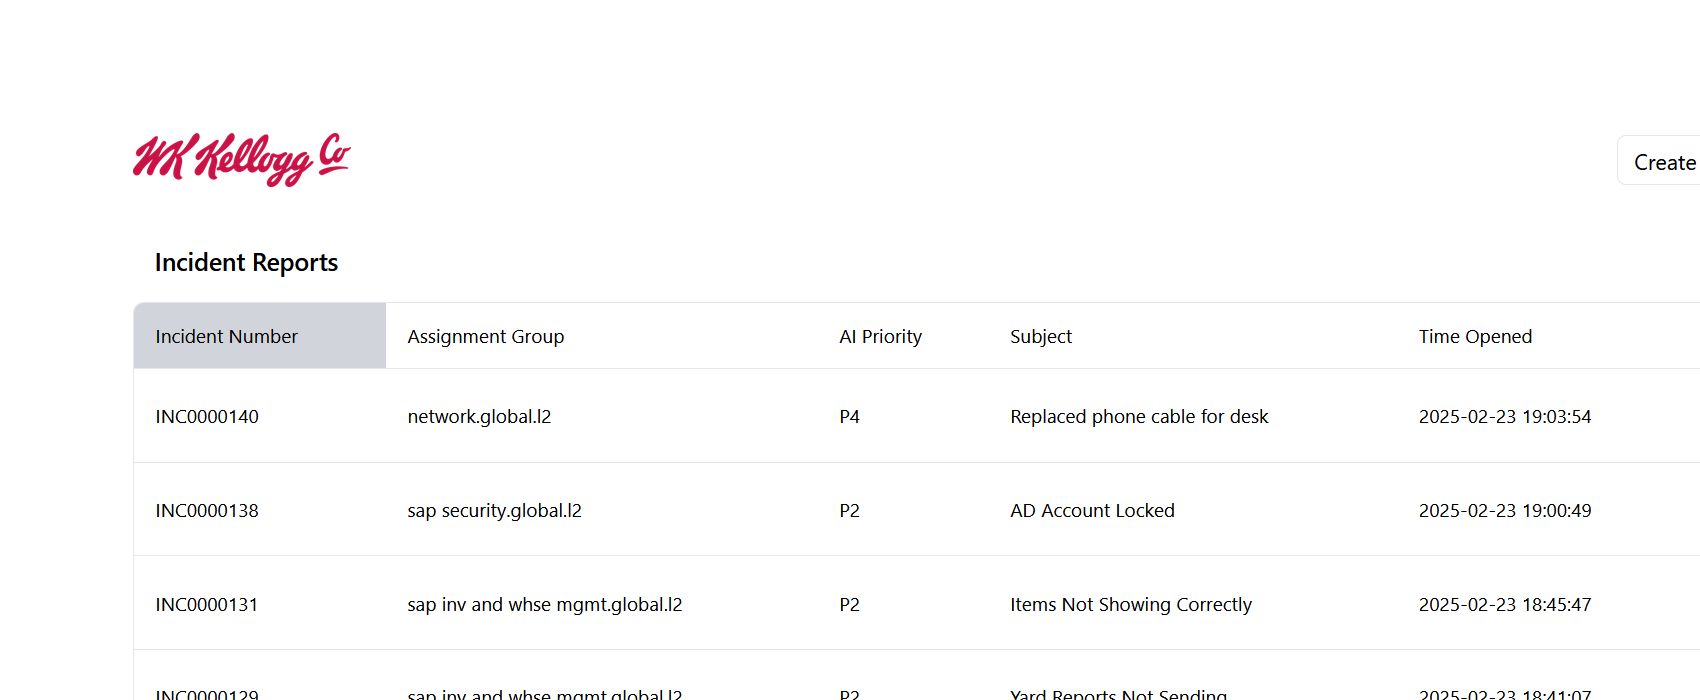 WK Kellogg Co
Create
Incident Reports
Incident Number Assignment Group AI Priority Subject Time Opened
INC0000140 network.global.l2 P4 Replaced phone cable for desk 2025-02-23 19:03:54
INC0000138 sap security.global.l2 P2 AD Account Locked 2025-02-23 19:00:49
INC0000131 sap inv and whse mgmt.global.l2 P2 Items Not Showing Correctly 2025-02-23 18:45:47
INC0000129 sap inv and whse mgmt.global.l2 P2 Yard Reports Not Sending 2025-02-23 18:41:07